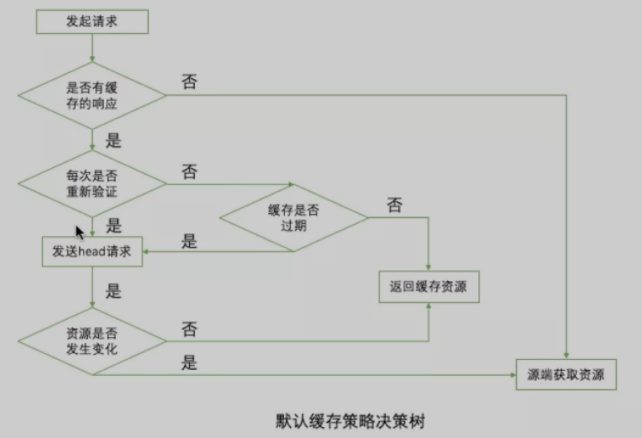 发起请求
是否有缓
存的响应
否
是
每次是否
重新验证
否
缓存是否
过期
否
是
是
发送head请求
返回缓存资源
是
资源是否
发生变化
否
是
源端获取资源
默认缓存策略决策树